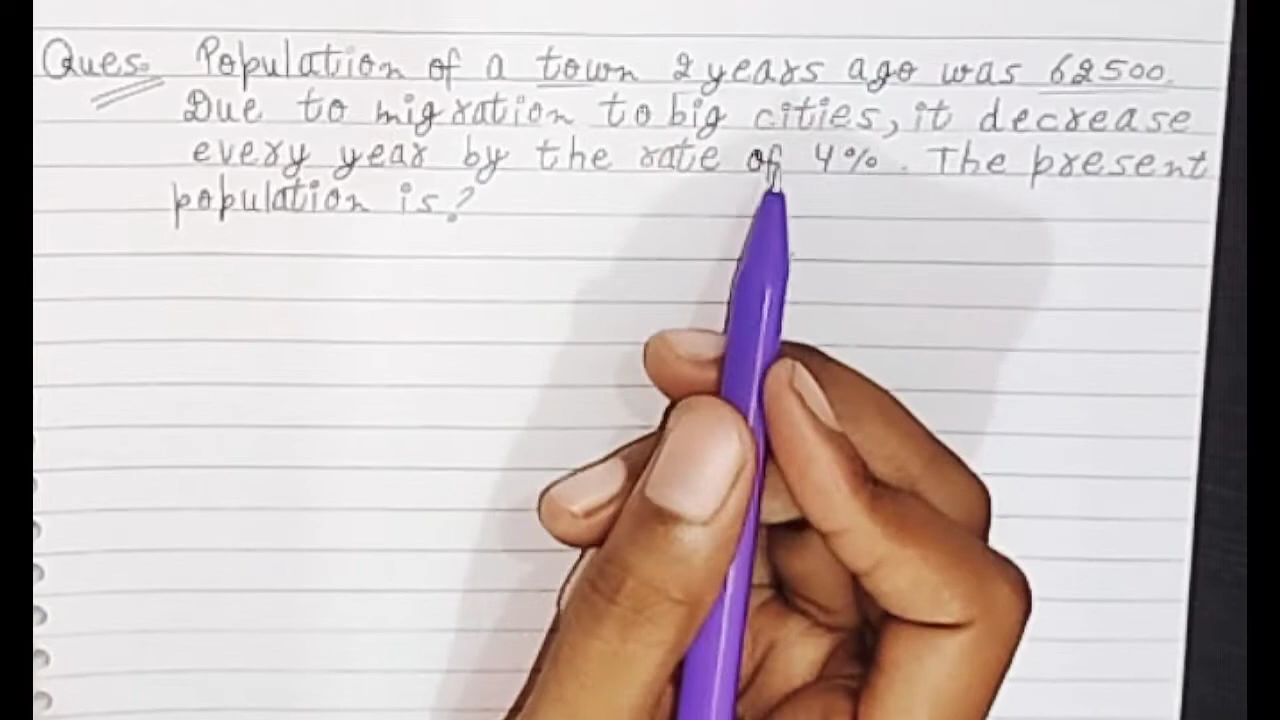 Ques. Population of a town 2 years ago was 62500.
Due to migration to big cities, it decrease
every year by the rate of 4%. The present
population is?